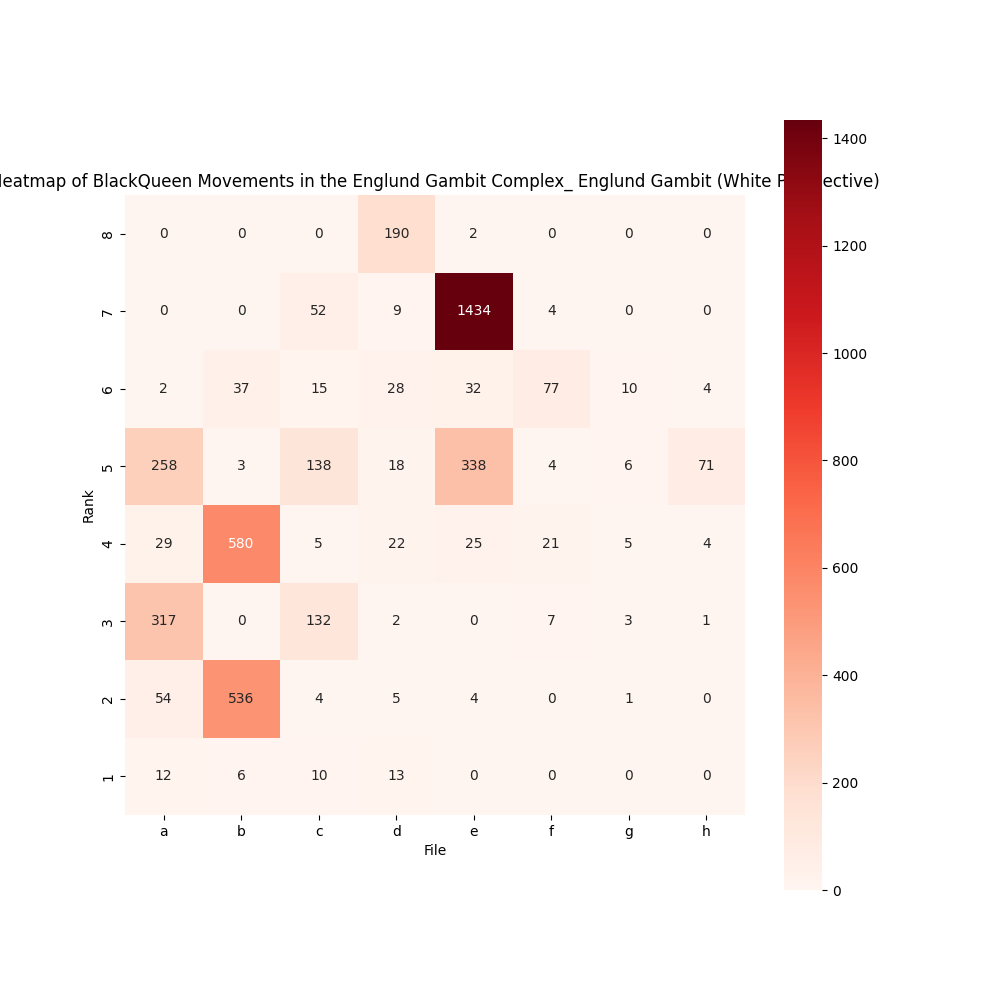 eatmap of BlackQueen Movements in the Englund Gambit Complex_ Englund Gambit (White P ective)
1400
8 0 0 0 190 2 0 0 0
1200
7 0 0 52 9 1434 4 0 0
1000
6 2 37 15 28 32 77 10 4
800
5 258 3 138 18 338 4 6 71
Rank
4 29 580 5 22 25 21 5 4
600
3 317 0 132 2 0 7 3 1
400
2 54 536 4 5 4 0 1 0
200
1 12 6 10 13 0 0 0 0
a b c d e f g h
File
0